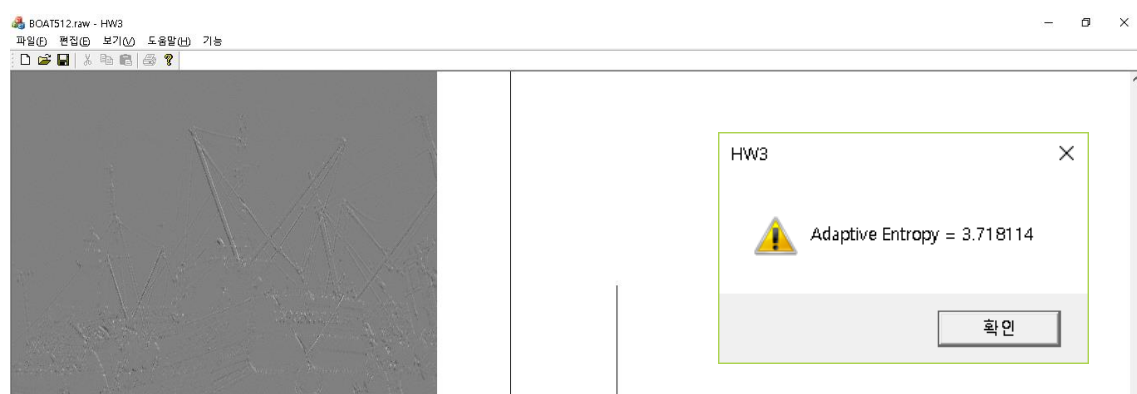 BOAT512.raw - HW3
파일(F) 편집(E) 보기(V) 도움말(H) 기능
HW3
Adaptive Entropy = 3.718114
확인